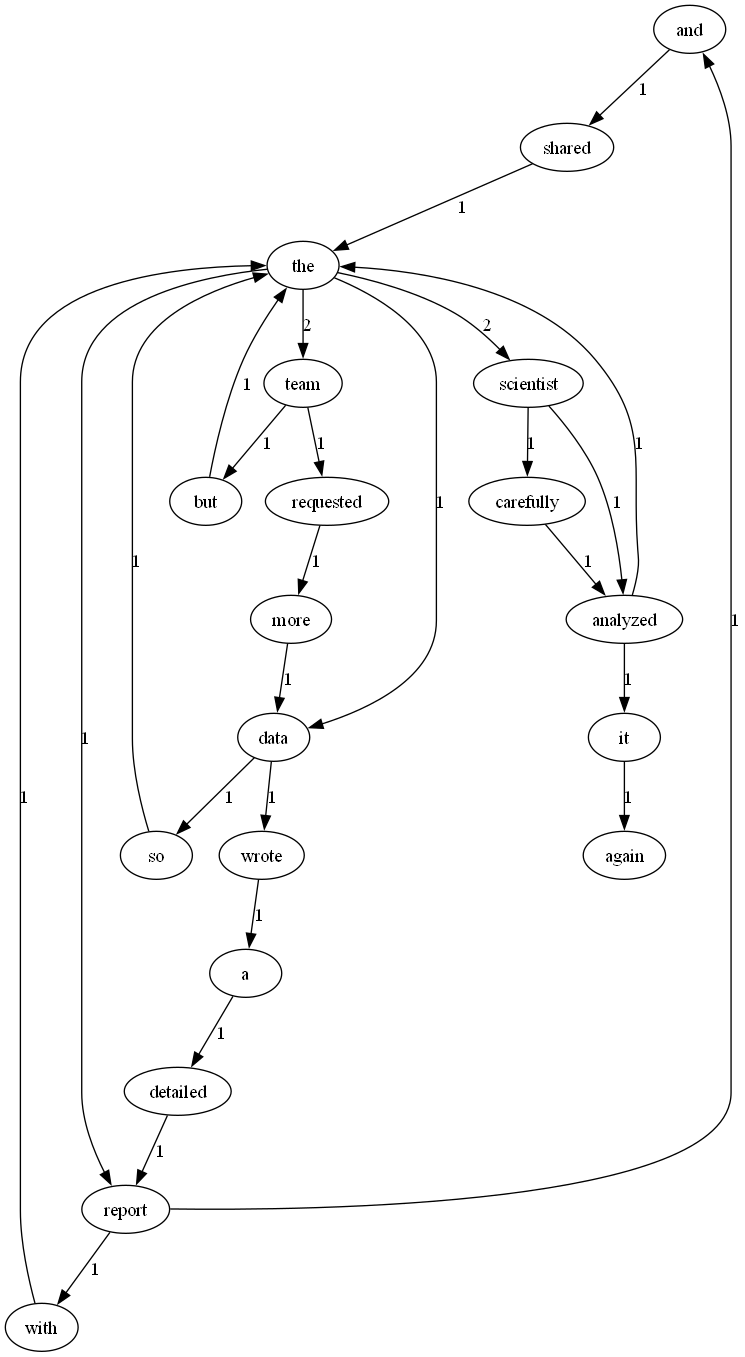 and
1
shared
1
the
2
2
team
scientist
1
1
1
1
1
but
requested
carefully
1
1
1
1
1
more
analyzed
1
1
1
data
it
1
1
1
1
1
so
wrote
again
1
a
1
detailed
1
report
1
with